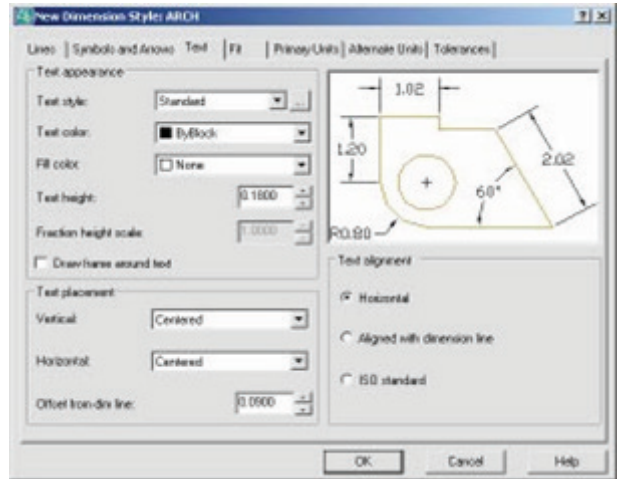 New Dimension Style: ARCH
Lines Symbols and Arrows Text Fit Primary Units Alternate Units Tolerances
Text appearance
Text style: Standard ...
Text color: ByBlock
Fill color: None
Text height: 0.1800
Fraction height scale: 1.0000
Draw frame around text
Text placement
Vertical: Centered
Horizontal: Centered
Offset from dim line: 0.0900
1.02
1.20
2.02
60°
R0.80
Text alignment
Horizontal
Aligned with dimension line
ISO standard
OK Cancel Help